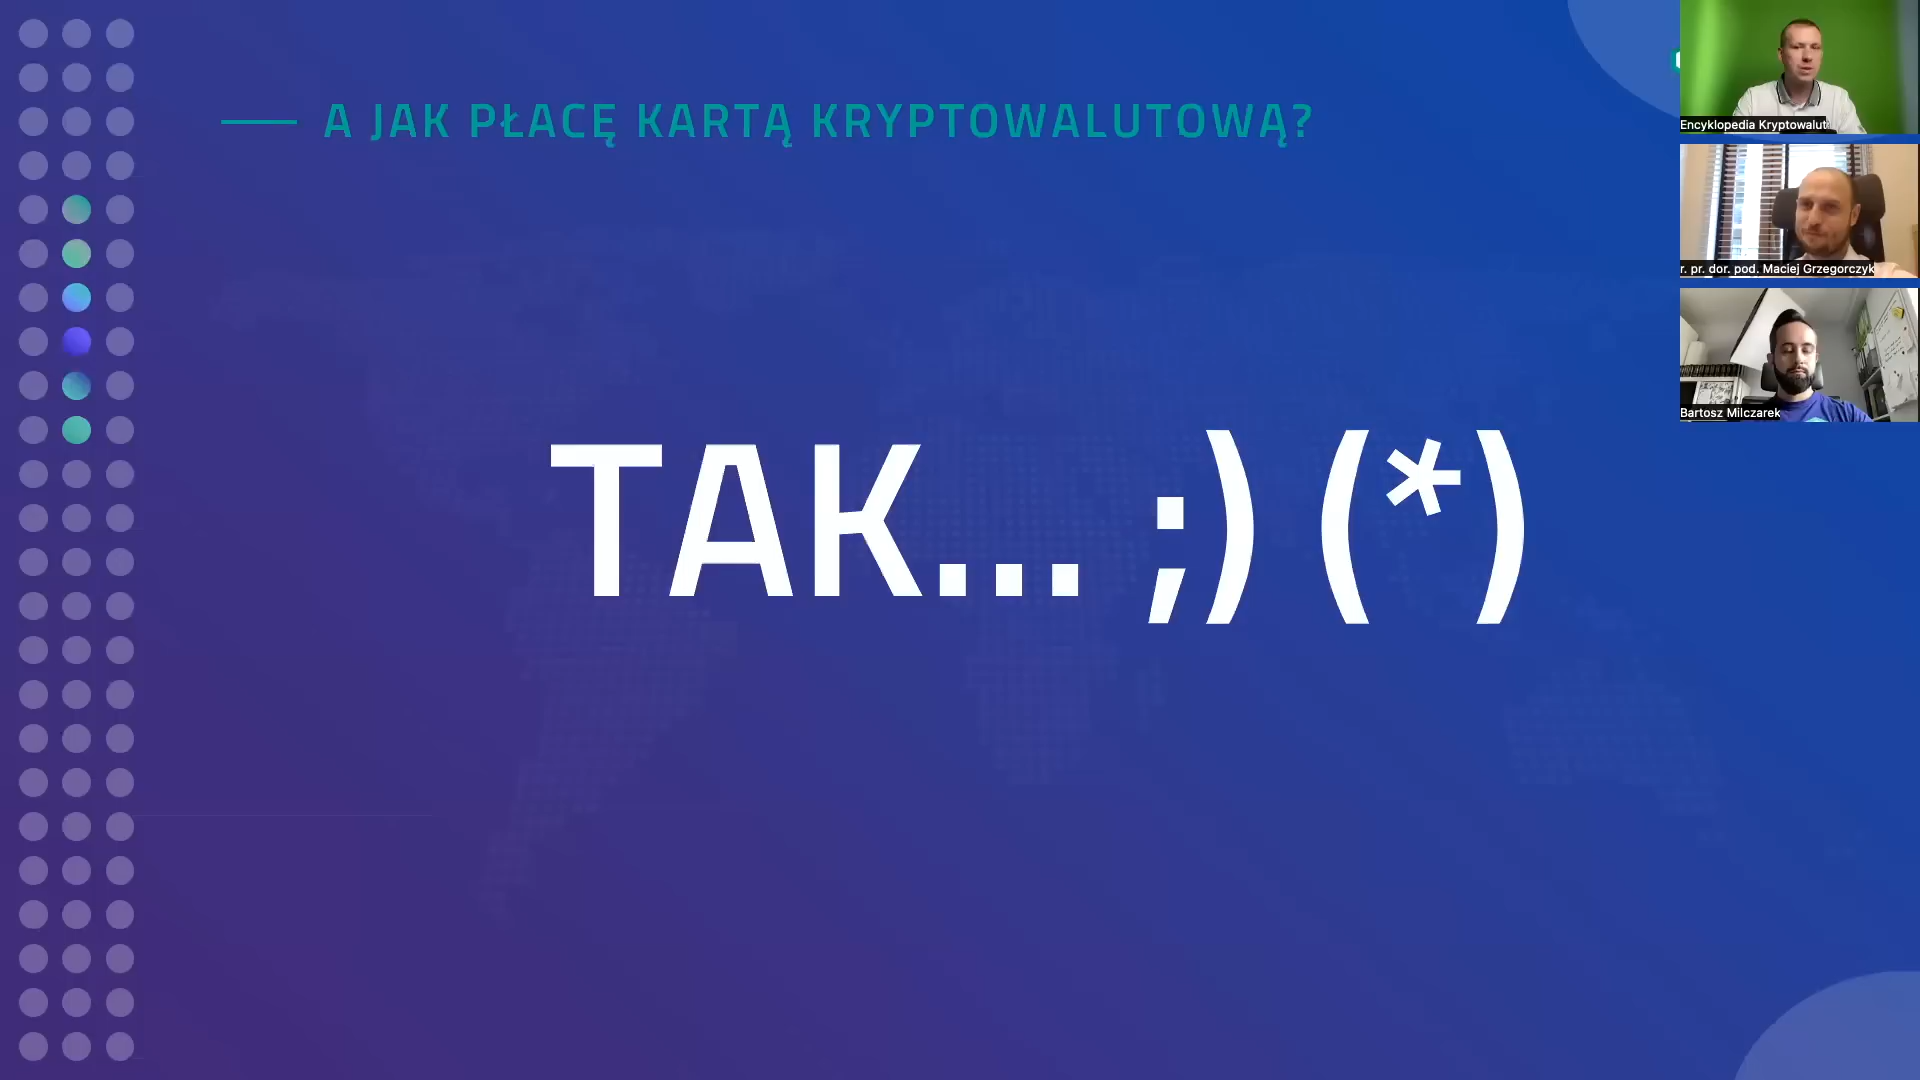 A JAK PŁACĘ KARTĄ KRYPTOWALUTOWĄ?
TAK... ;) (*)
Encyklopedia Kryptowalut
r. pr. dor. pod. Maciej Grzegorczyk
Bartosz Milczarek